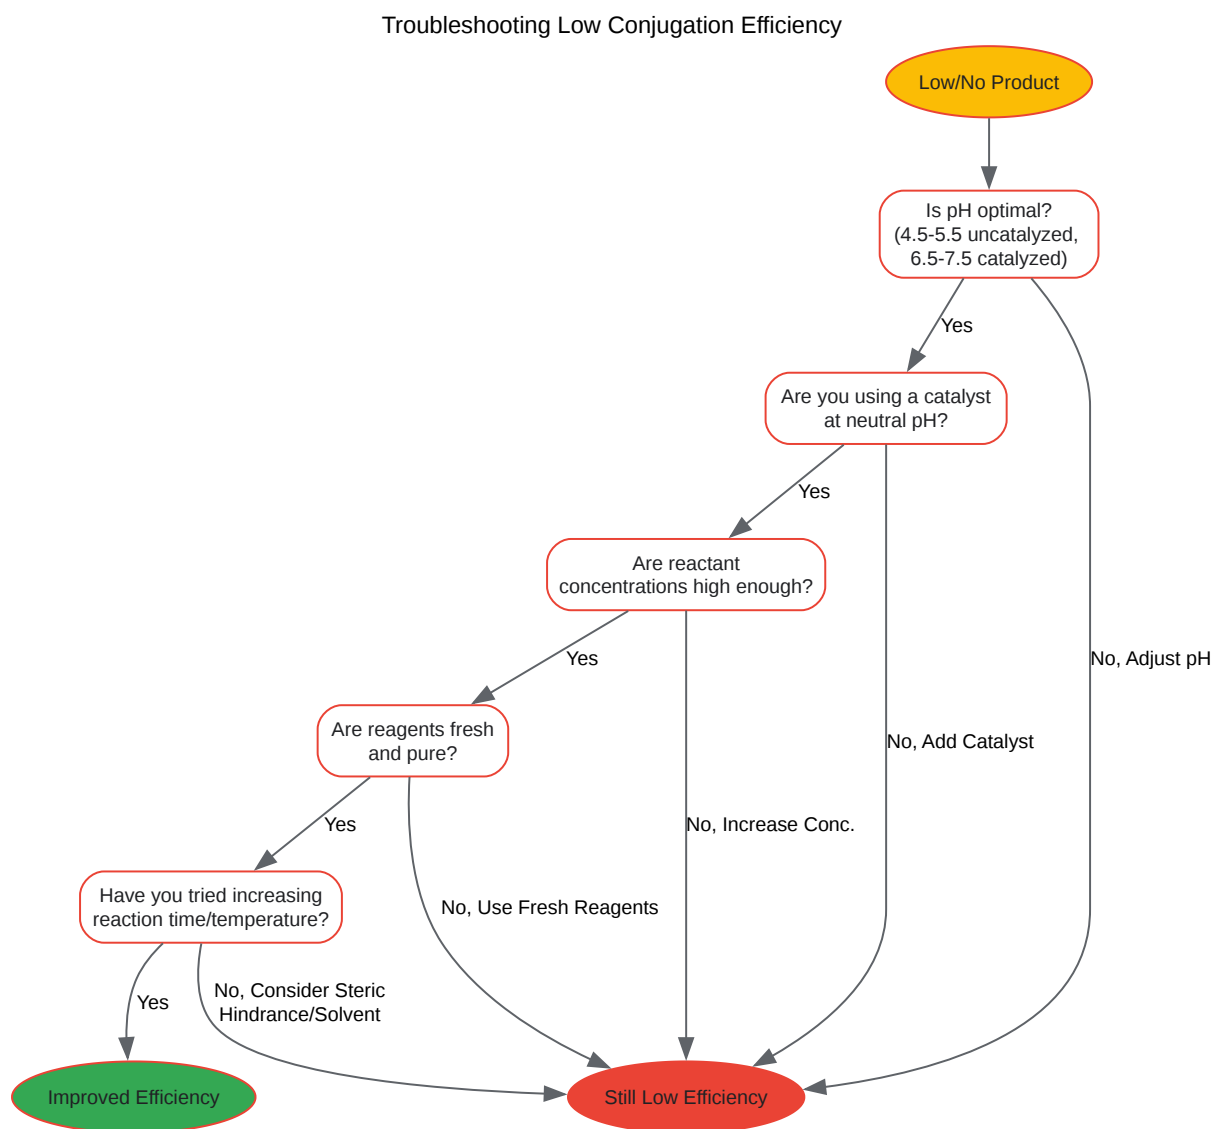 Troubleshooting Low Conjugation Efficiency
Low/No Product
Is pH optimal?
(4.5-5.5 uncatalyzed,
6.5-7.5 catalyzed)
Yes
Are you using a catalyst
at neutral pH?
Yes
Are reactant
concentrations high enough?
Yes
No, Adjust pH
Are reagents fresh
and pure?
No, Add Catalyst
Yes
No, Increase Conc.
Have you tried increasing
reaction time/temperature?
No, Use Fresh Reagents
Yes
No, Consider Steric
Hindrance/Solvent
Improved Efficiency
Still Low Efficiency